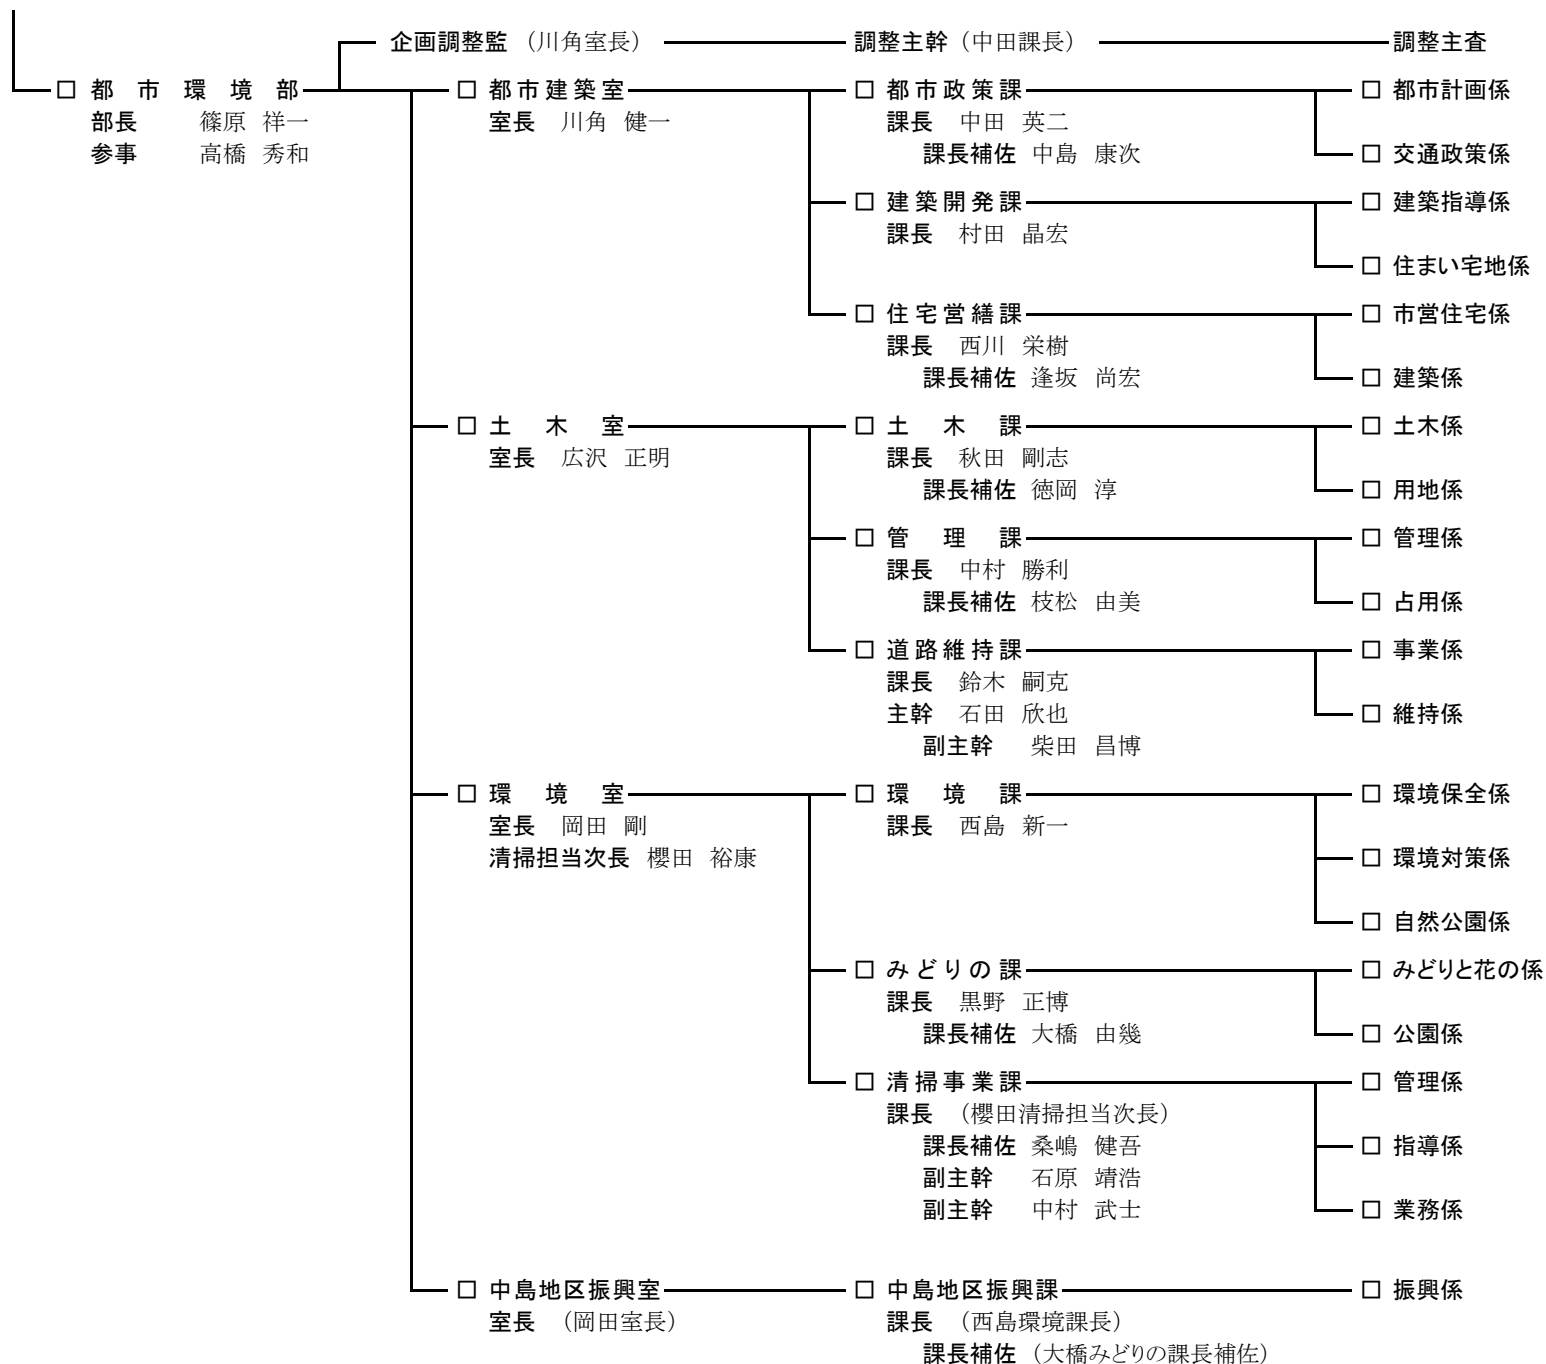 企画調整監 （川角室長） 調整主幹（中田課長） 調整主査
□ 都市環境部 □ 都市建築室 □ 都市政策課 □ 都市計画係
部長 篠原 祥一 室長 川角 健一 課長 中田 英二
参事 高橋 秀和 課長補佐 中島 康次 □ 交通政策係
□ 建築開発課 □ 建築指導係
課長 村田 晶宏
□ 住まい宅地係
□ 住宅営繕課 □ 市営住宅係
課長 西川 栄樹
課長補佐 逢坂 尚宏 □ 建築係
□ 土木室 □ 土木課 □ 土木係
室長 広沢 正明 課長 秋田 剛志
課長補佐 徳岡 淳 □ 用地係
□ 管理課 □ 管理係
課長 中村 勝利
課長補佐 枝松 由美 □ 占用係
□ 道路維持課 □ 事業係
課長 鈴木 嗣克
主幹 石田 欣也 □ 維持係
副主幹 柴田 昌博
□ 環境室 □ 環境課 □ 環境保全係
室長 岡田 剛 課長 西島 新一
清掃担当次長 櫻田 裕康 □ 環境対策係
□ 自然公園係
□ みどりの課 □ みどりと花の係
課長 黒野 正博
課長補佐 大橋 由幾 □ 公園係
□ 清掃事業課 □ 管理係
課長 （櫻田清掃担当次長）
課長補佐 桑嶋 健吾 □ 指導係
副主幹 石原 靖浩
副主幹 中村 武士 □ 業務係
□ 中島地区振興室 □ 中島地区振興課 □ 振興係
室長 （岡田室長） 課長 （西島環境課長）
課長補佐 （大橋みどりの課長補佐）